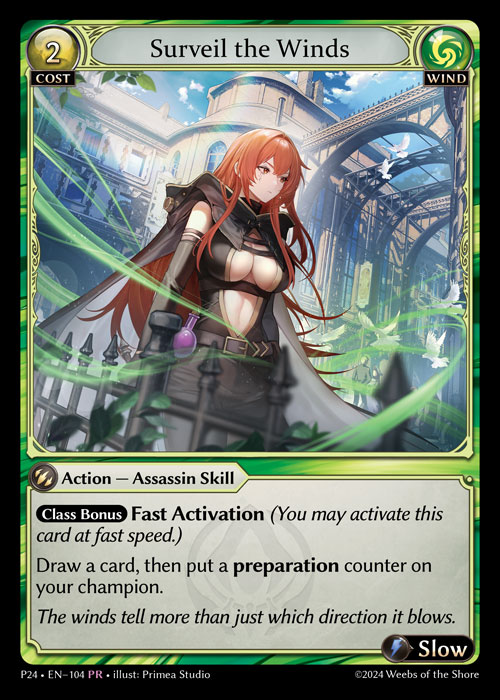 2
Surveil the Winds
COST
WIND
Action — Assassin Skill
Class Bonus Fast Activation (You may activate this
card at fast speed.)
Draw a card, then put a preparation counter on
your champion.
The winds tell more than just which direction it blows.
Slow
P24 • EN–104 PR • illust: Primea Studio
©2024 Weebs of the Shore